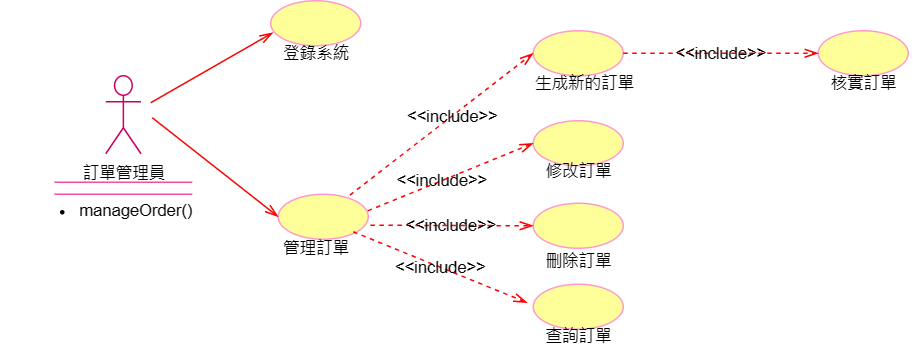 登錄系統
生成新的訂單
<<include>>
核實訂單
<<include>>
訂單管理員
manageOrder()
修改訂單
<<include>>
管理訂單
<<include>>
刪除訂單
<<include>>
查詢訂單